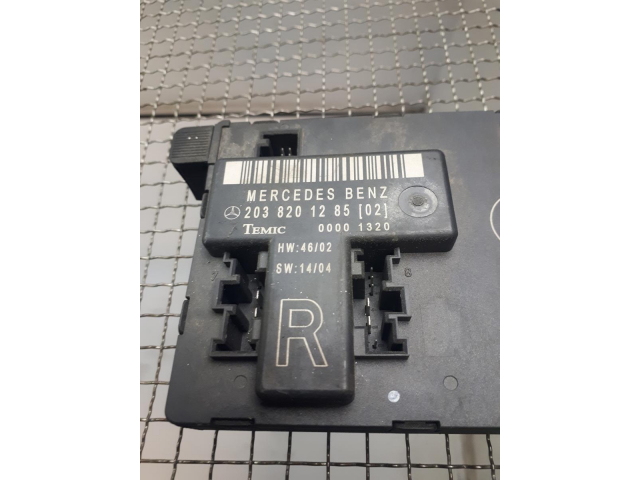 MERCEDES BENZ
203 820 12 85 [02]
TEMIC 0000 1320
HW:46/02
SW:14/04
R